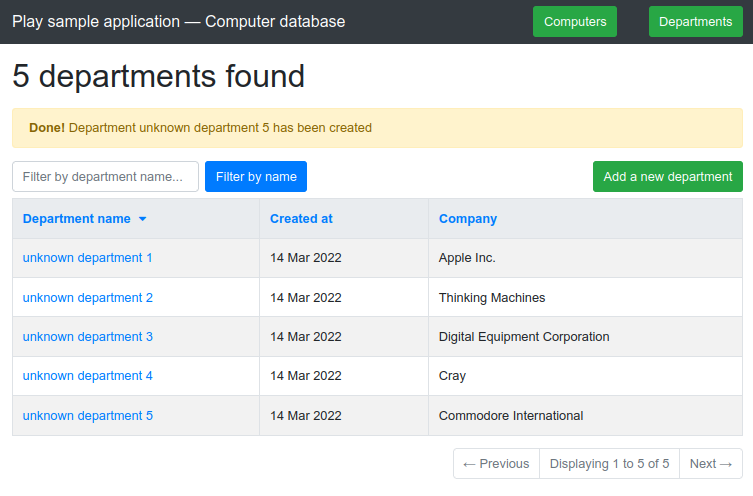 Play sample application — Computer database
Computers
Departments
5 departments found
Done! Department unknown department 5 has been created
Filter by department name...
Filter by name
Add a new department
Department name Created at Company
unknown department 1 14 Mar 2022 Apple Inc.
unknown department 2 14 Mar 2022 Thinking Machines
unknown department 3 14 Mar 2022 Digital Equipment Corporation
unknown department 4 14 Mar 2022 Cray
unknown department 5 14 Mar 2022 Commodore International
← Previous Displaying 1 to 5 of 5 Next →